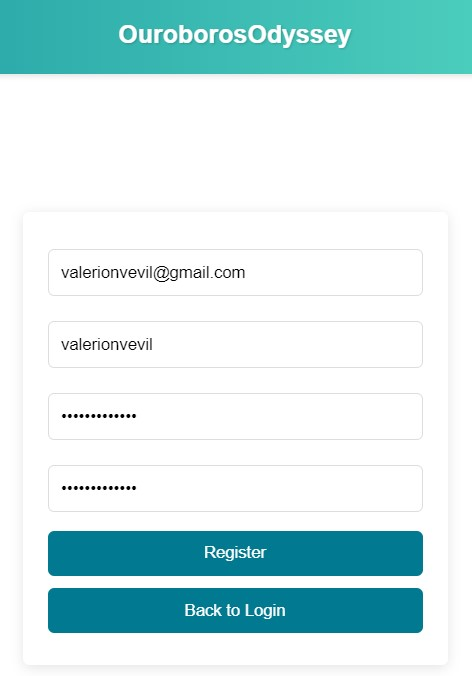 OuroborosOdyssey
valerionvevil@gmail.com
valerionvevil
•••••••••••••
•••••••••••••
Register
Back to Login